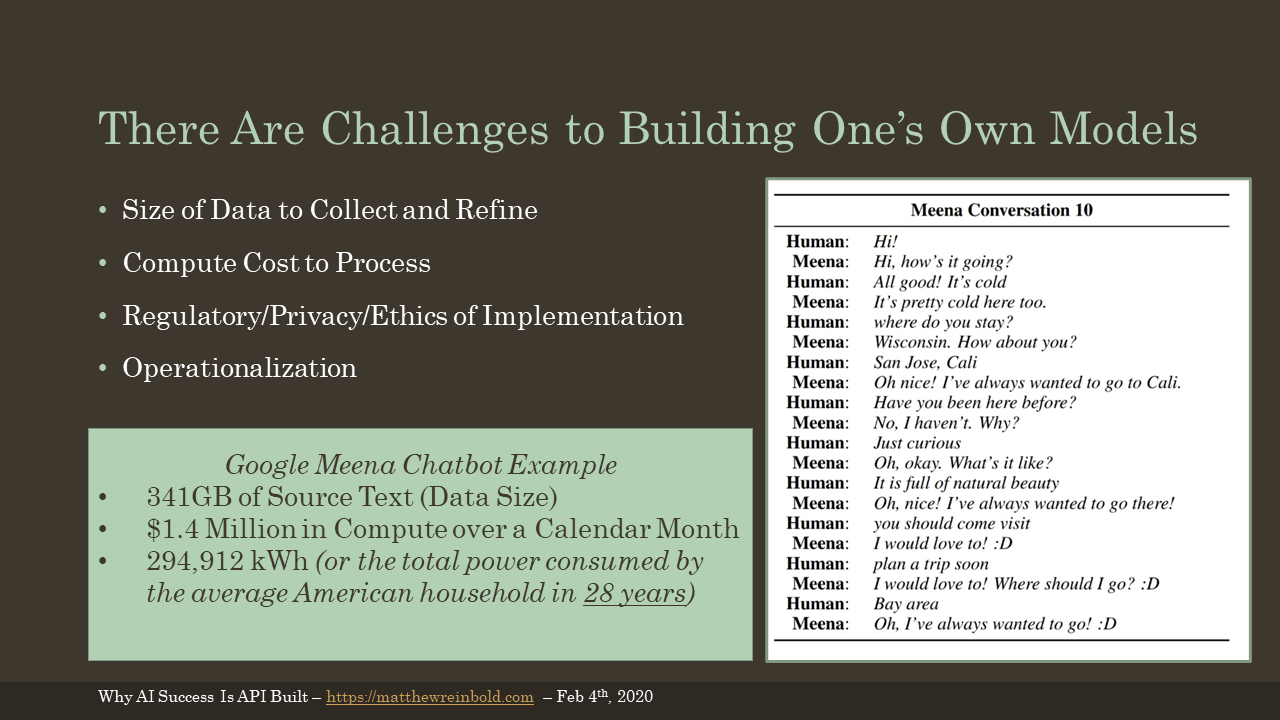 There Are Challenges to Building One’s Own Models
• Size of Data to Collect and Refine
• Compute Cost to Process
• Regulatory/Privacy/Ethics of Implementation
• Operationalization
Google Meena Chatbot Example
• 341GB of Source Text (Data Size)
• $1.4 Million in Compute over a Calendar Month
• 294,912 kWh (or the total power consumed by
the average American household in 28 years)
Meena Conversation 10
Human: Hi!
Meena: Hi, how’s it going?
Human: All good! It’s cold
Meena: It’s pretty cold here too.
Human: where do you stay?
Meena: Wisconsin. How about you?
Human: San Jose, Cali
Meena: Oh nice! I’ve always wanted to go to Cali.
Human: Have you been here before?
Meena: No, I haven’t. Why?
Human: Just curious
Meena: Oh, okay. What’s it like?
Human: It is full of natural beauty
Meena: Oh, nice! I’ve always wanted to go there!
Human: you should come visit
Meena: I would love to! :D
Human: plan a trip soon
Meena: I would love to! Where should I go? :D
Human: Bay area
Meena: Oh, I’ve always wanted to go! :D
Why AI Success Is API Built – https://matthewreinbold.com – Feb 4th, 2020